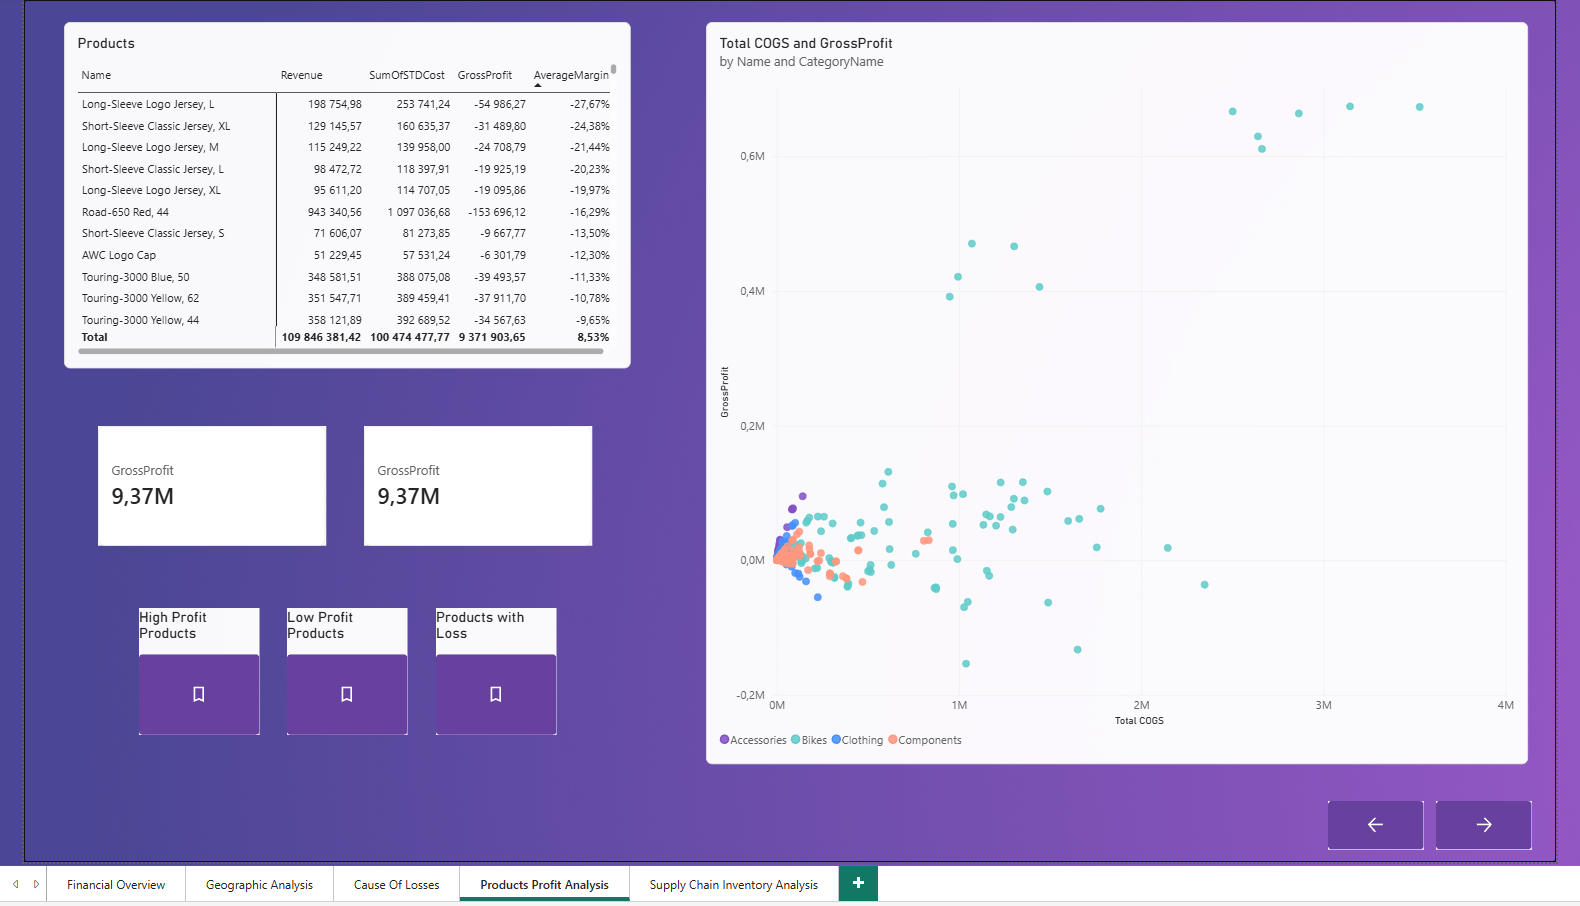 Products
Name Revenue SumOfSTDCost GrossProfit AverageMargin
Long-Sleeve Logo Jersey, L 198 754,98 253 741,24 -54 986,27 -27,67%
Short-Sleeve Classic Jersey, XL 129 145,57 160 635,37 -31 489,80 -24,38%
Long-Sleeve Logo Jersey, M 115 249,22 139 958,00 -24 708,79 -21,44%
Short-Sleeve Classic Jersey, L 98 472,72 118 397,91 -19 925,19 -20,23%
Long-Sleeve Logo Jersey, XL 95 611,20 114 707,05 -19 095,86 -19,97%
Road-650 Red, 44 943 340,56 1 097 036,68 -153 696,12 -16,29%
Short-Sleeve Classic Jersey, S 71 606,07 81 273,85 -9 667,77 -13,50%
AWC Logo Cap 51 229,45 57 531,24 -6 301,79 -12,30%
Touring-3000 Blue, 50 348 581,51 388 075,08 -39 493,57 -11,33%
Touring-3000 Yellow, 62 351 547,71 389 459,41 -37 911,70 -10,78%
Touring-3000 Yellow, 44 358 121,89 392 689,52 -34 567,63 -9,65%
Total 109 846 381,42 100 474 477,77 9 371 903,65 8,53%
GrossProfit
9,37M
GrossProfit
9,37M
High Profit
Products
Low Profit
Products
Products with
Loss
Total COGS and GrossProfit
by Name and CategoryName
GrossProfit
0,6M
0,4M
0,2M
0,0M
-0,2M
0M 1M 2M 3M 4M
Total COGS
Accessories Bikes Clothing Components
Financial Overview Geographic Analysis Cause Of Losses Products Profit Analysis Supply Chain Inventory Analysis